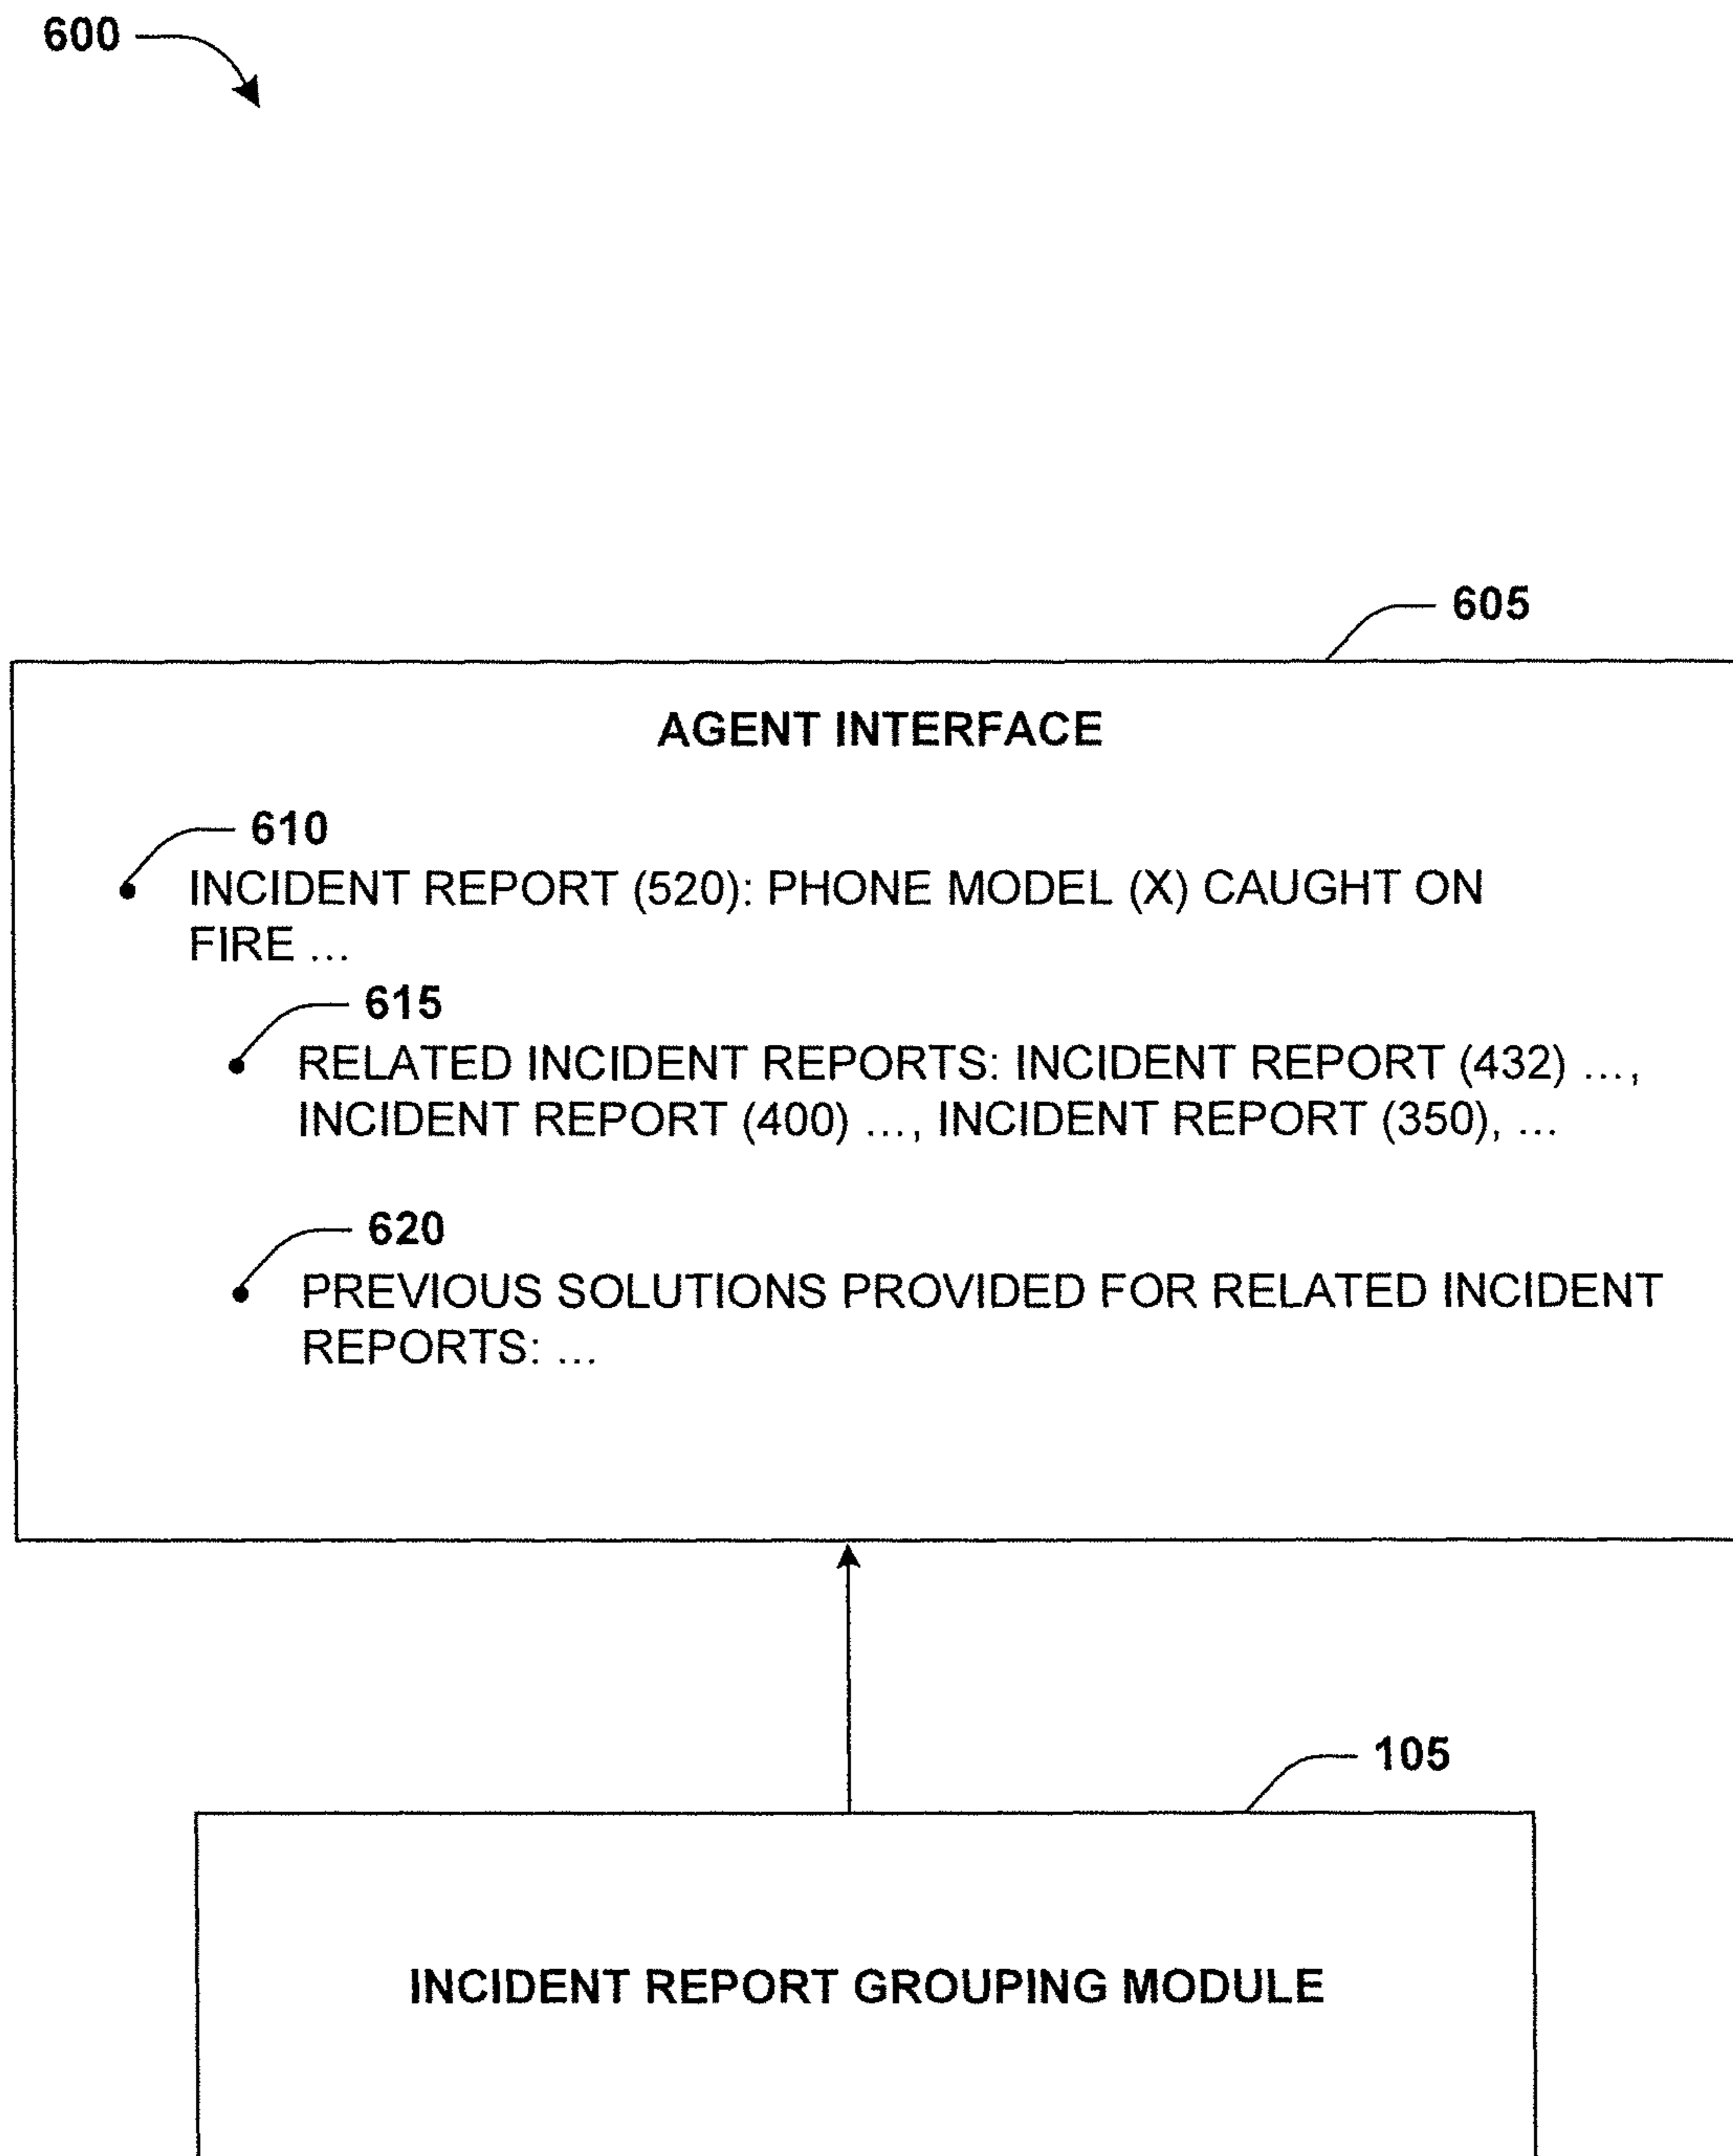 600
605
AGENT INTERFACE
610
INCIDENT REPORT (520): PHONE MODEL (X) CAUGHT ON
FIRE ...
615
RELATED INCIDENT REPORTS: INCIDENT REPORT (432) ...,
INCIDENT REPORT (400) ..., INCIDENT REPORT (350), ...
620
PREVIOUS SOLUTIONS PROVIDED FOR RELATED INCIDENT
REPORTS: ...
105
INCIDENT REPORT GROUPING MODULE